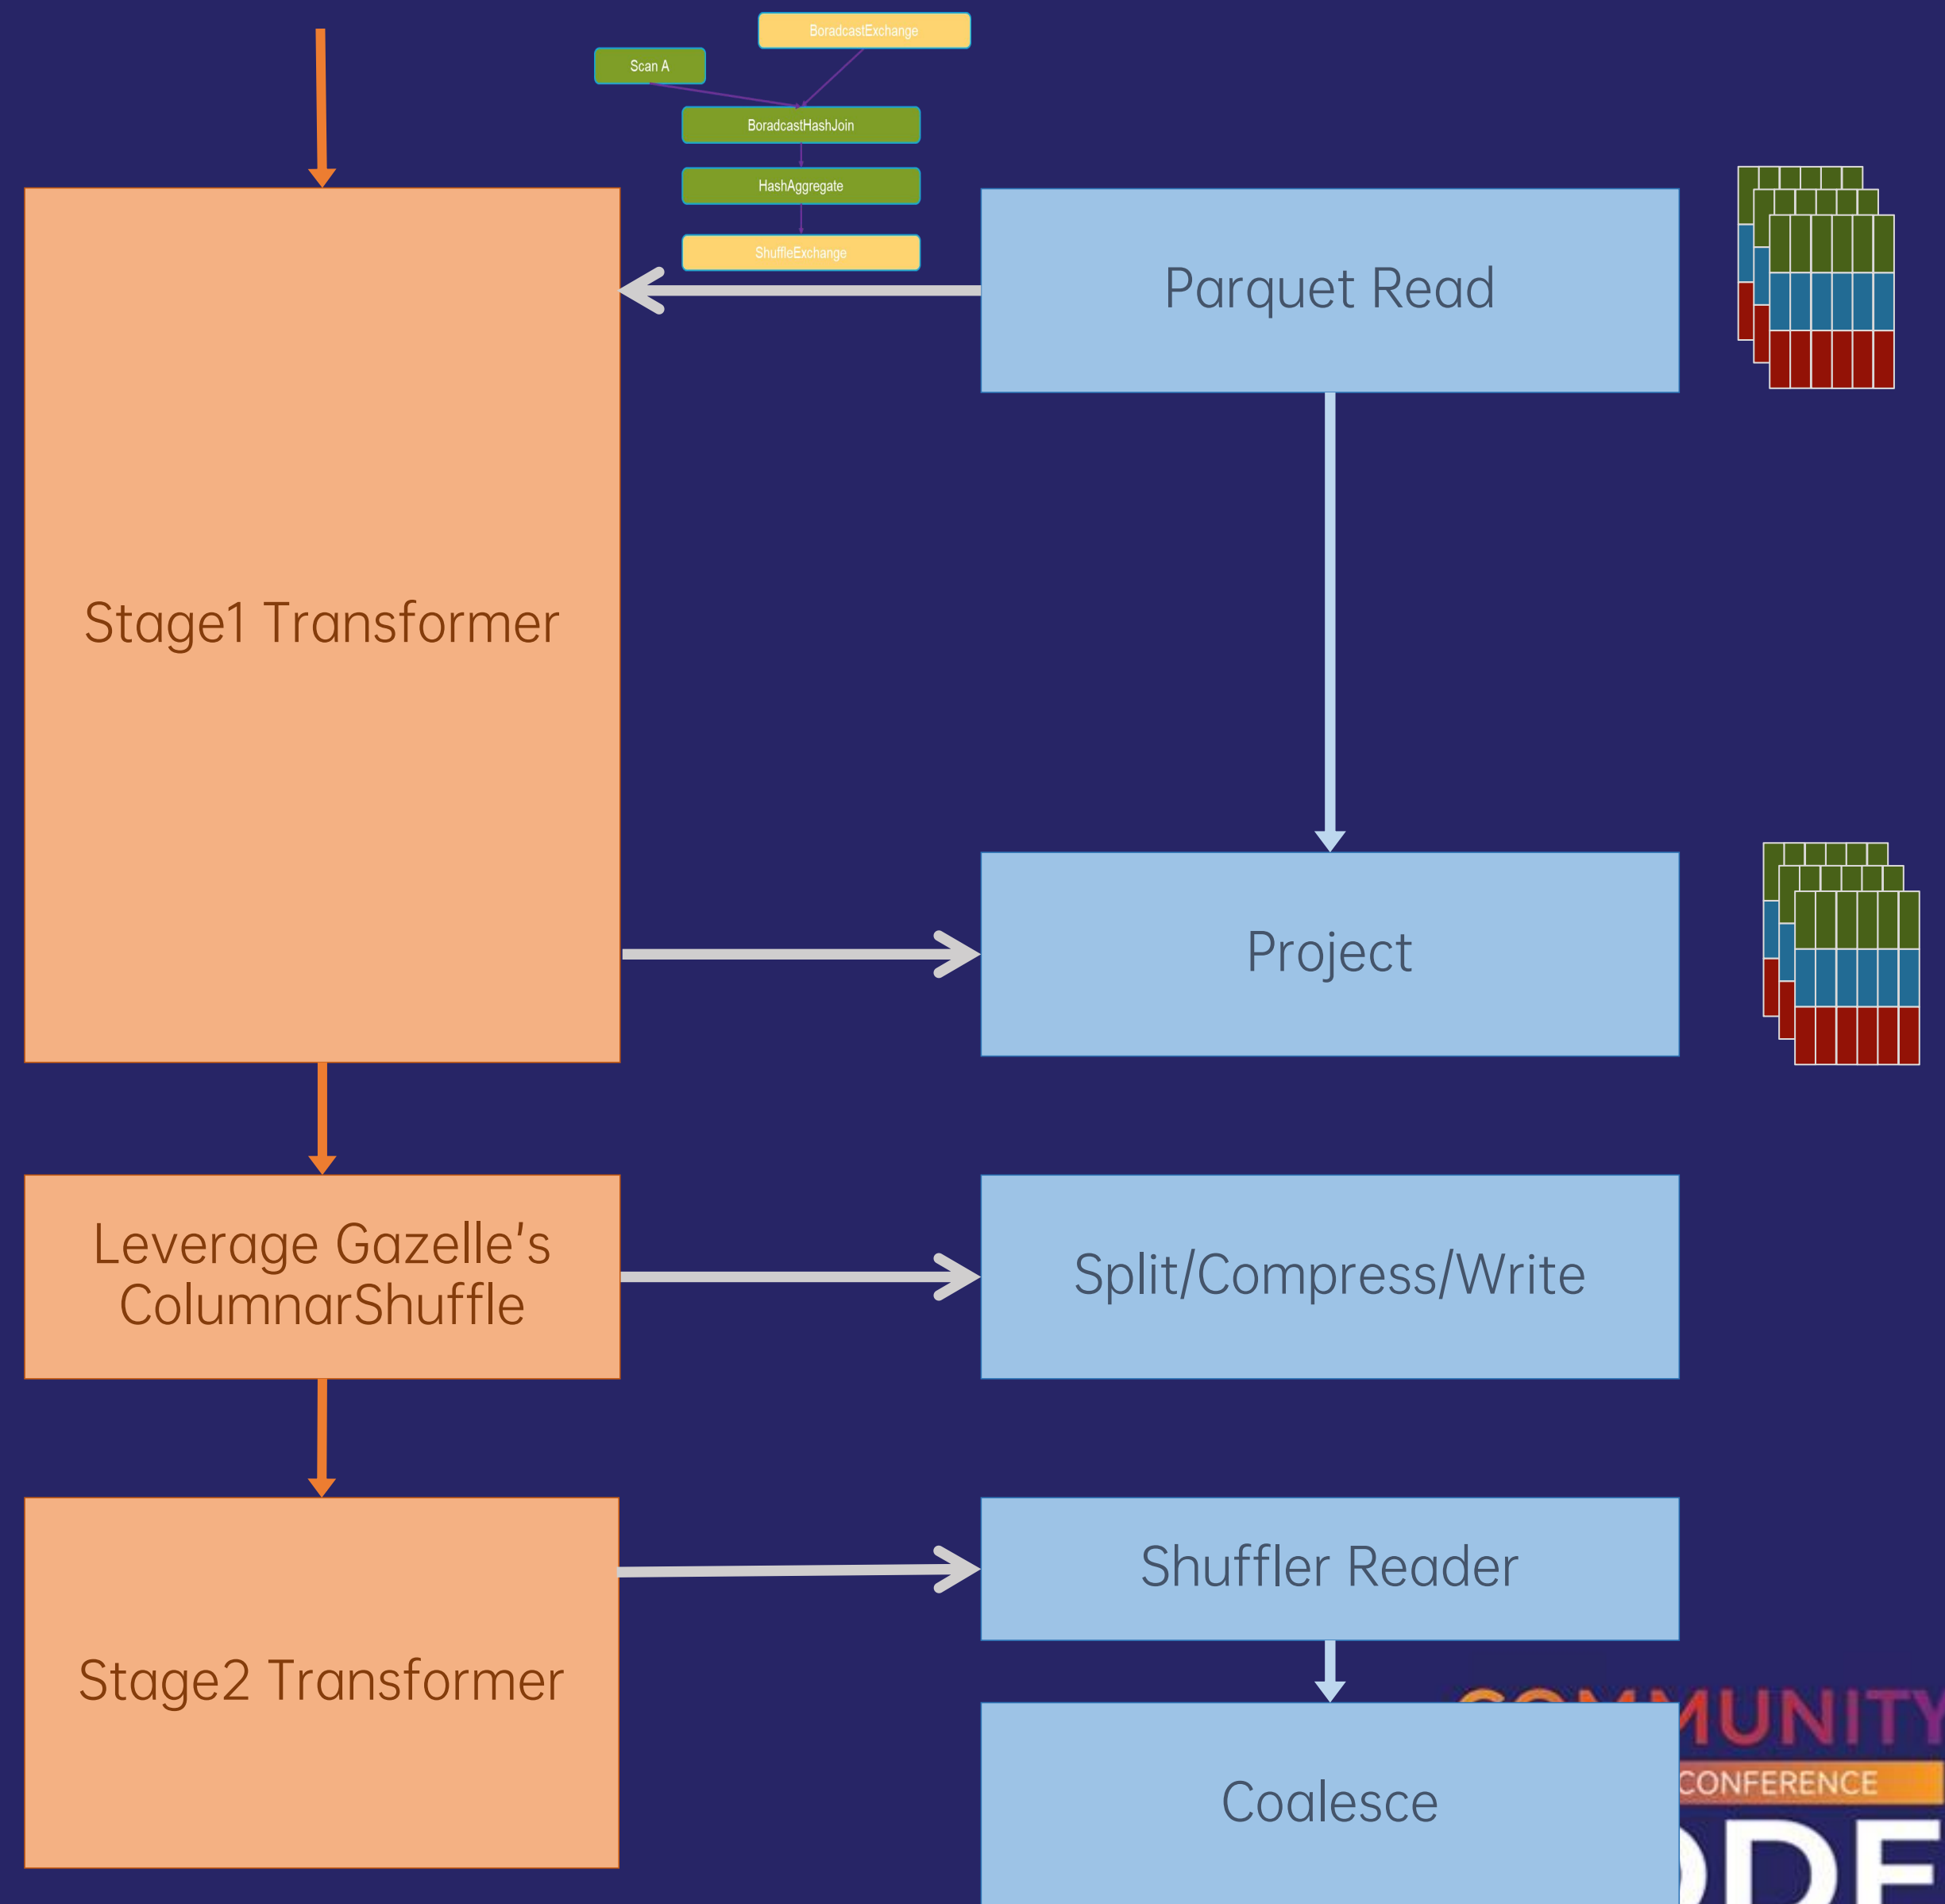 BoradcastExchange
Scan A
BoradcastHashJoin
HashAggregate
ShuffleExchange
Parquet Read
Stage1 Transformer
Project
Leverage Gazelle's
ColumnarShuffle
Split/Compress/Write
Shuffler Reader
Stage2 Transformer
Coalesce
CONFERENCE